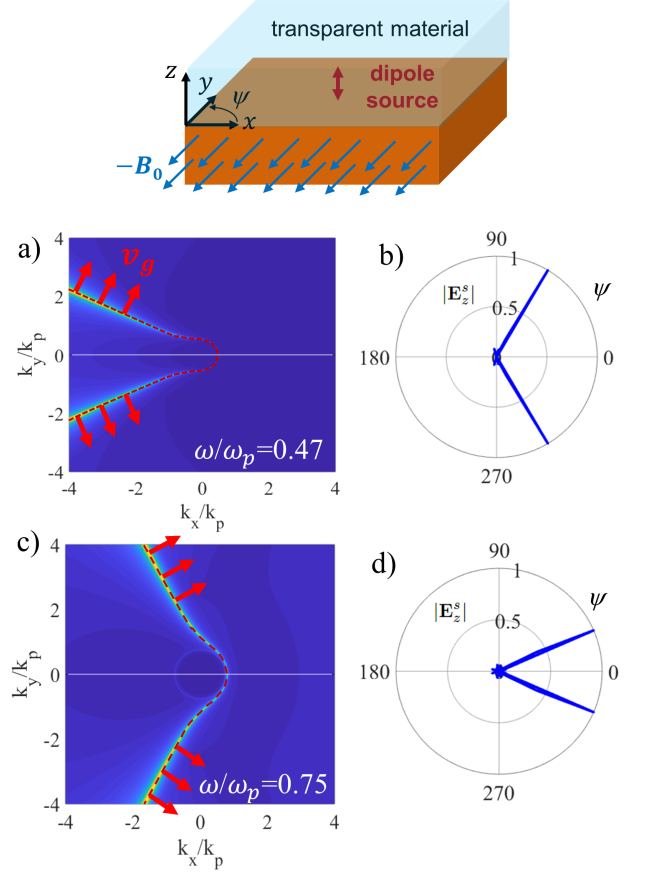 transparent material
dipole
source
z
y
ψ
x
−B₀
a)
v_g
4
2
0
-2
-4
k_y/k_p
ω/ω_p=0.47
-4 -2 0 2 4
k_x/k_p
b)
90
1
ψ
|E_z^s|
0.5
180
0
0
270
c)
4
2
0
-2
-4
k_y/k_p
ω/ω_p=0.75
-4 -2 0 2 4
k_x/k_p
d)
90
1
ψ
|E_z^s|
0.5
180
0
270